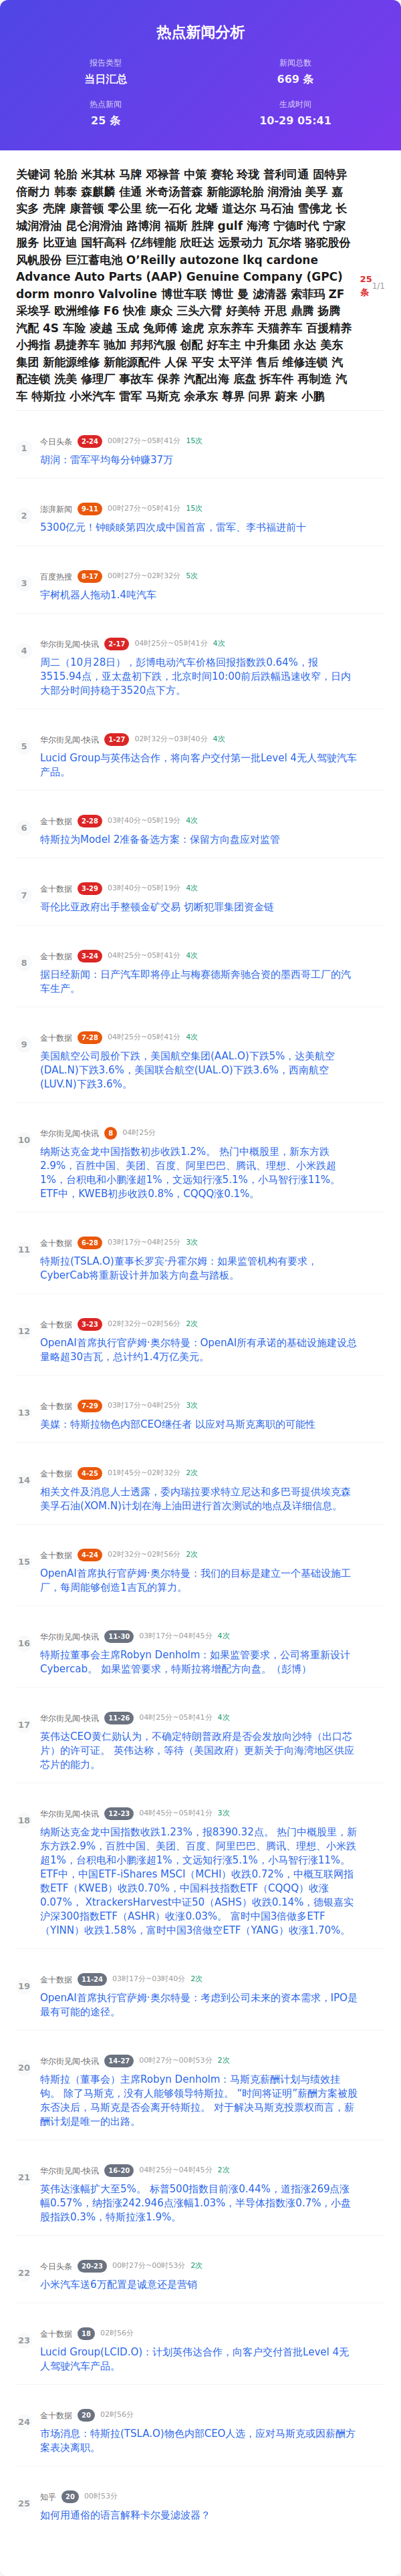 热点新闻分析
报告类型
当日汇总
新闻总数
669 条
热点新闻
25 条
生成时间
10-29 05:41
关键词 轮胎 米其林 马牌 邓禄普 中策 赛轮 玲珑 普利司通 固特异
倍耐力 韩泰 森麒麟 佳通 米奇汤普森 新能源轮胎 润滑油 美孚 嘉
实多 壳牌 康普顿 零公里 统一石化 龙蟠 道达尔 马石油 雪佛龙 长
城润滑油 昆仑润滑油 路博润 福斯 胜牌 gulf 海湾 宁德时代 宁家
服务 比亚迪 国轩高科 亿纬锂能 欣旺达 远景动力 瓦尔塔 骆驼股份
风帆股份 巨江蓄电池 O’Reilly autozone lkq cardone
Advance Auto Parts (AAP) Genuine Company (GPC)
dorm monro Valvoline 博世车联 博世 曼 滤清器 索菲玛 ZF
采埃孚 欧洲维修 F6 快准 康众 三头六臂 好美特 开思 鼎腾 扬腾
汽配 4S 车险 凌越 玉成 兔师傅 途虎 京东养车 天猫养车 百援精养
小拇指 易捷养车 驰加 邦邦汽服 创配 好车主 中升集团 永达 美东
集团 新能源维修 新能源配件 人保 平安 太平洋 售后 维修连锁 汽
配连锁 洗美 修理厂 事故车 保养 汽配出海 底盘 拆车件 再制造 汽
车 特斯拉 小米汽车 雷军 马斯克 余承东 尊界 问界 蔚来 小鹏
25
条
1/1
1
今日头条 2-24 00时27分~05时41分 15次
胡润：雷军平均每分钟赚37万
2
澎湃新闻 9-11 00时27分~05时41分 15次
5300亿元！钟睒睒第四次成中国首富，雷军、李书福进前十
3
百度热搜 8-17 00时27分~02时32分 5次
宇树机器人拖动1.4吨汽车
4
华尔街见闻-快讯 2-17 04时25分~05时41分 4次
周二（10月28日），彭博电动汽车价格回报指数跌0.64%，报
3515.94点，亚太盘初下跌，北京时间10:00前后跌幅迅速收窄，日内
大部分时间持稳于3520点下方。
5
华尔街见闻-快讯 1-27 02时32分~03时40分 4次
Lucid Group与英伟达合作，将向客户交付第一批Level 4无人驾驶汽车
产品。
6
金十数据 2-28 03时40分~05时19分 4次
特斯拉为Model 2准备备选方案：保留方向盘应对监管
7
金十数据 3-29 03时40分~05时19分 4次
哥伦比亚政府出手整顿金矿交易 切断犯罪集团资金链
8
金十数据 3-24 04时25分~05时41分 4次
据日经新闻：日产汽车即将停止与梅赛德斯奔驰合资的墨西哥工厂的汽
车生产。
9
金十数据 7-28 04时25分~05时41分 4次
美国航空公司股价下跌，美国航空集团(AAL.O)下跌5%，达美航空
(DAL.N)下跌3.6%，美国联合航空(UAL.O)下跌3.6%，西南航空
(LUV.N)下跌3.6%。
10
华尔街见闻-快讯 8 04时25分
纳斯达克金龙中国指数初步收跌1.2%。 热门中概股里，新东方跌
2.9%，百胜中国、美团、百度、阿里巴巴、腾讯、理想、小米跌超
1%，台积电和小鹏涨超1%，文远知行涨5.1%，小马智行涨11%。
ETF中，KWEB初步收跌0.8%，CQQQ涨0.1%。
11
金十数据 6-28 03时17分~04时25分 3次
特斯拉(TSLA.O)董事长罗宾·丹霍尔姆：如果监管机构有要求，
CyberCab将重新设计并加装方向盘与踏板。
12
金十数据 3-23 02时32分~02时56分 2次
OpenAI首席执行官萨姆·奥尔特曼：OpenAI所有承诺的基础设施建设总
量略超30吉瓦，总计约1.4万亿美元。
13
金十数据 7-29 03时17分~04时25分 3次
美媒：特斯拉物色内部CEO继任者 以应对马斯克离职的可能性
14
金十数据 4-25 01时45分~02时32分 2次
相关文件及消息人士透露，委内瑞拉要求特立尼达和多巴哥提供埃克森
美孚石油(XOM.N)计划在海上油田进行首次测试的地点及详细信息。
15
金十数据 4-24 02时32分~02时56分 2次
OpenAI首席执行官萨姆·奥尔特曼：我们的目标是建立一个基础设施工
厂，每周能够创造1吉瓦的算力。
16
华尔街见闻-快讯 11-30 03时17分~04时45分 4次
特斯拉董事会主席Robyn Denholm：如果监管要求，公司将重新设计
Cybercab。 如果监管要求，特斯拉将增配方向盘。（彭博）
17
华尔街见闻-快讯 11-26 04时25分~05时41分 4次
英伟达CEO黄仁勋认为，不确定特朗普政府是否会发放向沙特（出口芯
片）的许可证。 英伟达称，等待（美国政府）更新关于向海湾地区供应
芯片的能力。
18
华尔街见闻-快讯 12-23 04时45分~05时41分 3次
纳斯达克金龙中国指数收跌1.23%，报8390.32点。 热门中概股里，新
东方跌2.9%，百胜中国、美团、百度、阿里巴巴、腾讯、理想、小米跌
超1%，台积电和小鹏涨超1%，文远知行涨5.1%，小马智行涨11%。
ETF中，中国ETF-iShares MSCI（MCHI）收跌0.72%，中概互联网指
数ETF（KWEB）收跌0.70%，中国科技指数ETF（CQQQ）收涨
0.07%， XtrackersHarvest中证50（ASHS）收跌0.14%，德银嘉实
沪深300指数ETF（ASHR）收涨0.03%。 富时中国3倍做多ETF
（YINN）收跌1.58%，富时中国3倍做空ETF（YANG）收涨1.70%。
19
金十数据 11-24 03时17分~03时40分 2次
OpenAI首席执行官萨姆·奥尔特曼：考虑到公司未来的资本需求，IPO是
最有可能的途径。
20
华尔街见闻-快讯 14-27 00时27分~00时53分 2次
特斯拉（董事会）主席Robyn Denholm：马斯克薪酬计划与绩效挂
钩。 除了马斯克，没有人能够领导特斯拉。 “时间将证明”薪酬方案被股
东否决后，马斯克是否会离开特斯拉。 对于解决马斯克投票权而言，薪
酬计划是唯一的出路。
21
华尔街见闻-快讯 16-20 04时25分~04时45分 2次
英伟达涨幅扩大至5%。 标普500指数目前涨0.44%，道指涨269点涨
幅0.57%，纳指涨242.946点涨幅1.03%，半导体指数涨0.7%，小盘
股指跌0.3%，特斯拉涨1.9%。
22
今日头条 20-23 00时27分~00时53分 2次
小米汽车送6万配置是诚意还是营销
23
金十数据 18 02时56分
Lucid Group(LCID.O)：计划英伟达合作，向客户交付首批Level 4无
人驾驶汽车产品。
24
金十数据 20 02时56分
市场消息：特斯拉(TSLA.O)物色内部CEO人选，应对马斯克或因薪酬方
案表决离职。
25
知乎 20 00时53分
如何用通俗的语言解释卡尔曼滤波器？